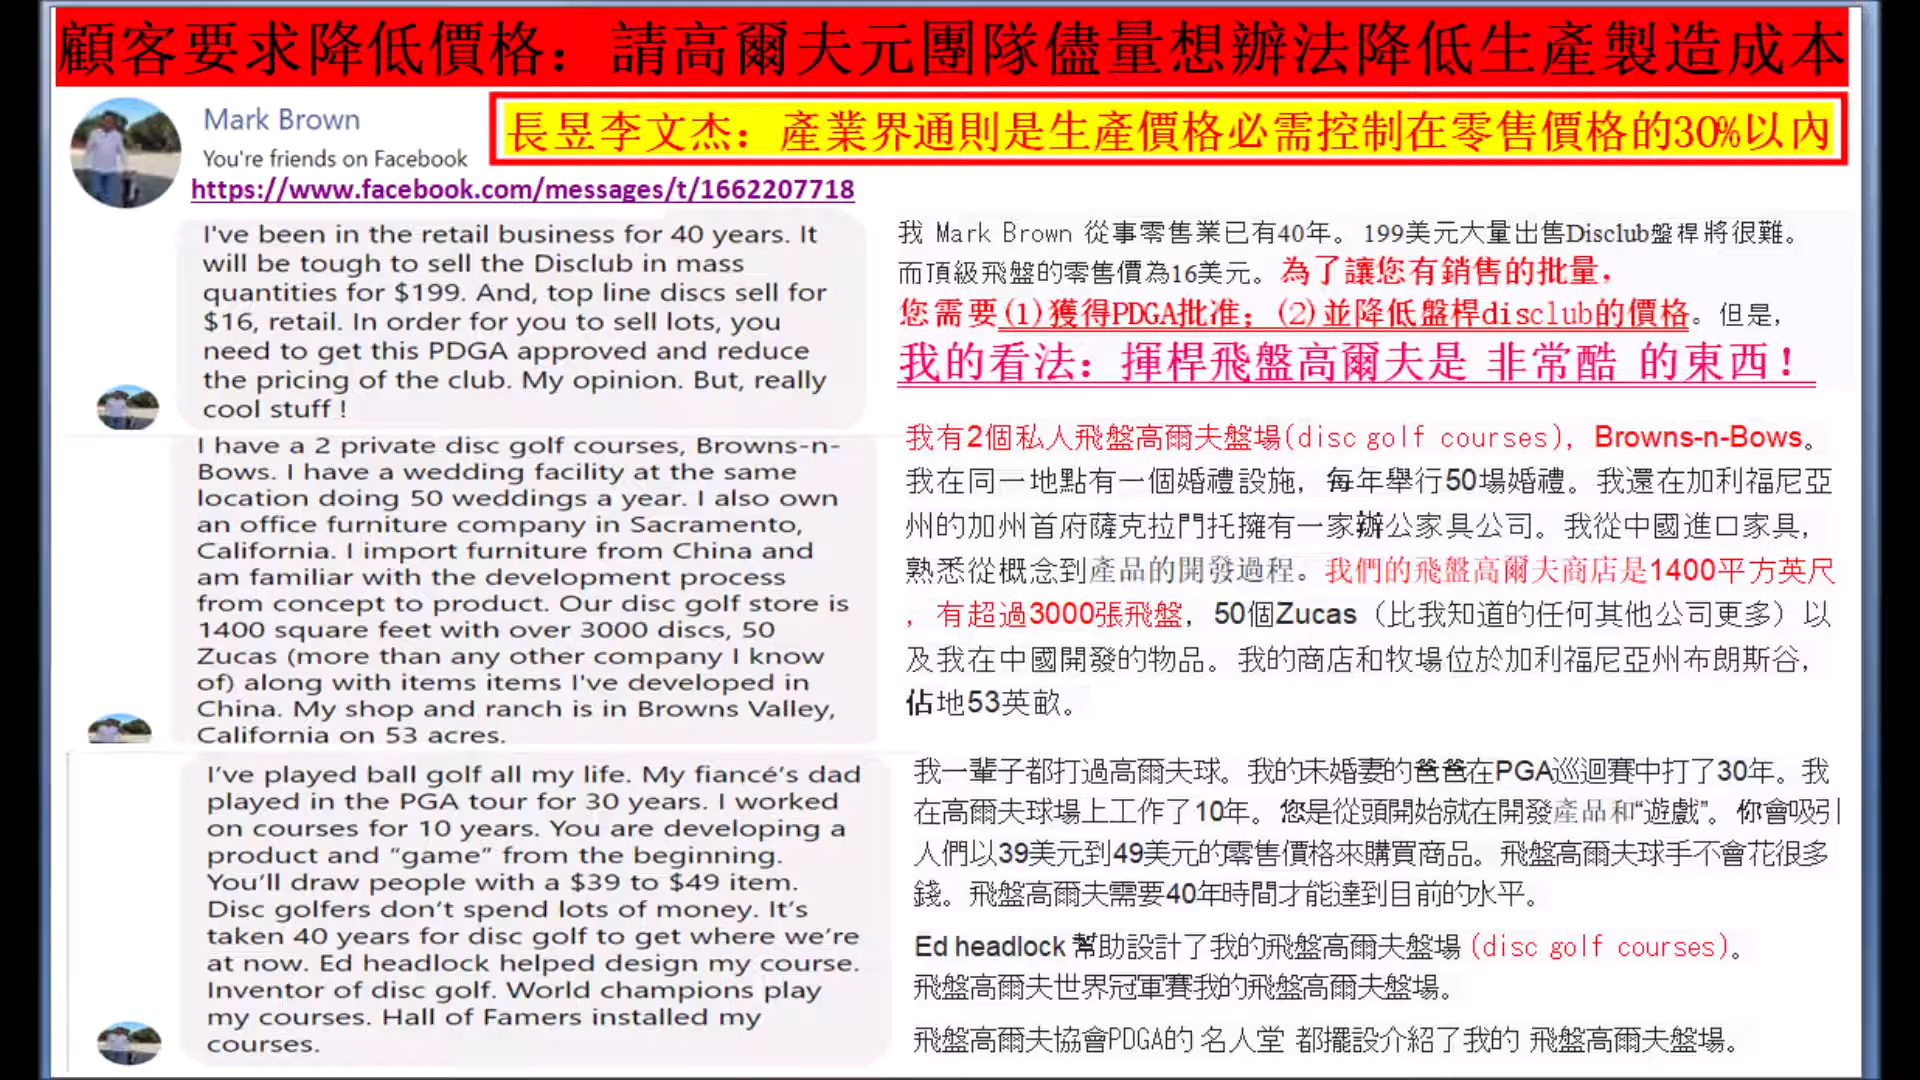 顧客要求降低價格：請高爾夫元團隊儘量想辦法降低生產製造成本
Mark Brown
You're friends on Facebook
長昱李文杰：產業界通則是生產價格必需控制在零售價格的30%以內
https://www.facebook.com/messages/t/1662207718
I've been in the retail business for 40 years. It
will be tough to sell the Disclub in mass
quantities for $199. And, top line discs sell for
$16, retail. In order for you to sell lots, you
need to get this PDGA approved and reduce
the pricing of the club. My opinion. But, really
cool stuff !
我 Mark Brown 從事零售業已有40年。199美元大量出售Disclub盤桿將很難。
而頂級飛盤的零售價為16美元。為了讓您有銷售的批量，
您需要(1)獲得PDGA批准；(2)並降低盤桿disclub的價格。但是，
我的看法：揮桿飛盤高爾夫是 非常酷 的東西！
I have a 2 private disc golf courses, Browns-n-
Bows. I have a wedding facility at the same
location doing 50 weddings a year. I also own
an office furniture company in Sacramento,
California. I import furniture from China and
am familiar with the development process
from concept to product. Our disc golf store is
1400 square feet with over 3000 discs, 50
Zucas (more than any other company I know
of) along with items items I've developed in
China. My shop and ranch is in Browns Valley,
California on 53 acres.
我有2個私人飛盤高爾夫盤場(disc golf courses)，Browns-n-Bows。
我在同一地點有一個婚禮設施，每年舉行50場婚禮。我還在加利福尼亞
州的加州首府薩克拉門托擁有一家辦公家具公司。我從中國進口家具，
熟悉從概念到產品的開發過程。我們的飛盤高爾夫商店是1400平方英尺
，有超過3000張飛盤，50個Zucas（比我知道的任何其他公司更多）以
及我在中國開發的物品。我的商店和牧場位於加利福尼亞州布朗斯谷，
佔地53英畝。
I've played ball golf all my life. My fiancé's dad
played in the PGA tour for 30 years. I worked
on courses for 10 years. You are developing a
product and “game” from the beginning.
You'll draw people with a $39 to $49 item.
Disc golfers don't spend lots of money. It's
taken 40 years for disc golf to get where we're
at now. Ed headlock helped design my course.
Inventor of disc golf. World champions play
my courses. Hall of Famers installed my
courses.
我一輩子都打過高爾夫球。我的未婚妻的爸爸在PGA巡迴賽中打了30年。我
在高爾夫球場上工作了10年。您是從頭開始就在開發產品和“遊戲”。你會吸引
人們以39美元到49美元的零售價格來購買商品。飛盤高爾夫球手不會花很多
錢。飛盤高爾夫需要40年時間才能達到目前的水平。
Ed headlock 幫助設計了我的飛盤高爾夫盤場 (disc golf courses)。
飛盤高爾夫世界冠軍賽我的飛盤高爾夫盤場。
飛盤高爾夫協會PDGA的 名人堂 都擺設介紹了我的 飛盤高爾夫盤場。